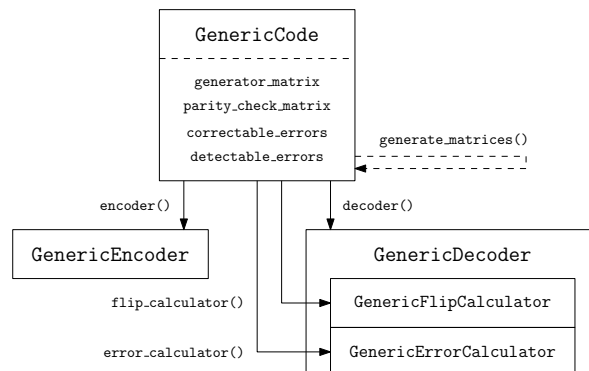 GenericCode
generator_matrix
parity_check_matrix
correctable_errors
detectable_errors
generate_matrices()
encoder()
decoder()
GenericEncoder
GenericDecoder
flip_calculator()
GenericFlipCalculator
error_calculator()
GenericErrorCalculator